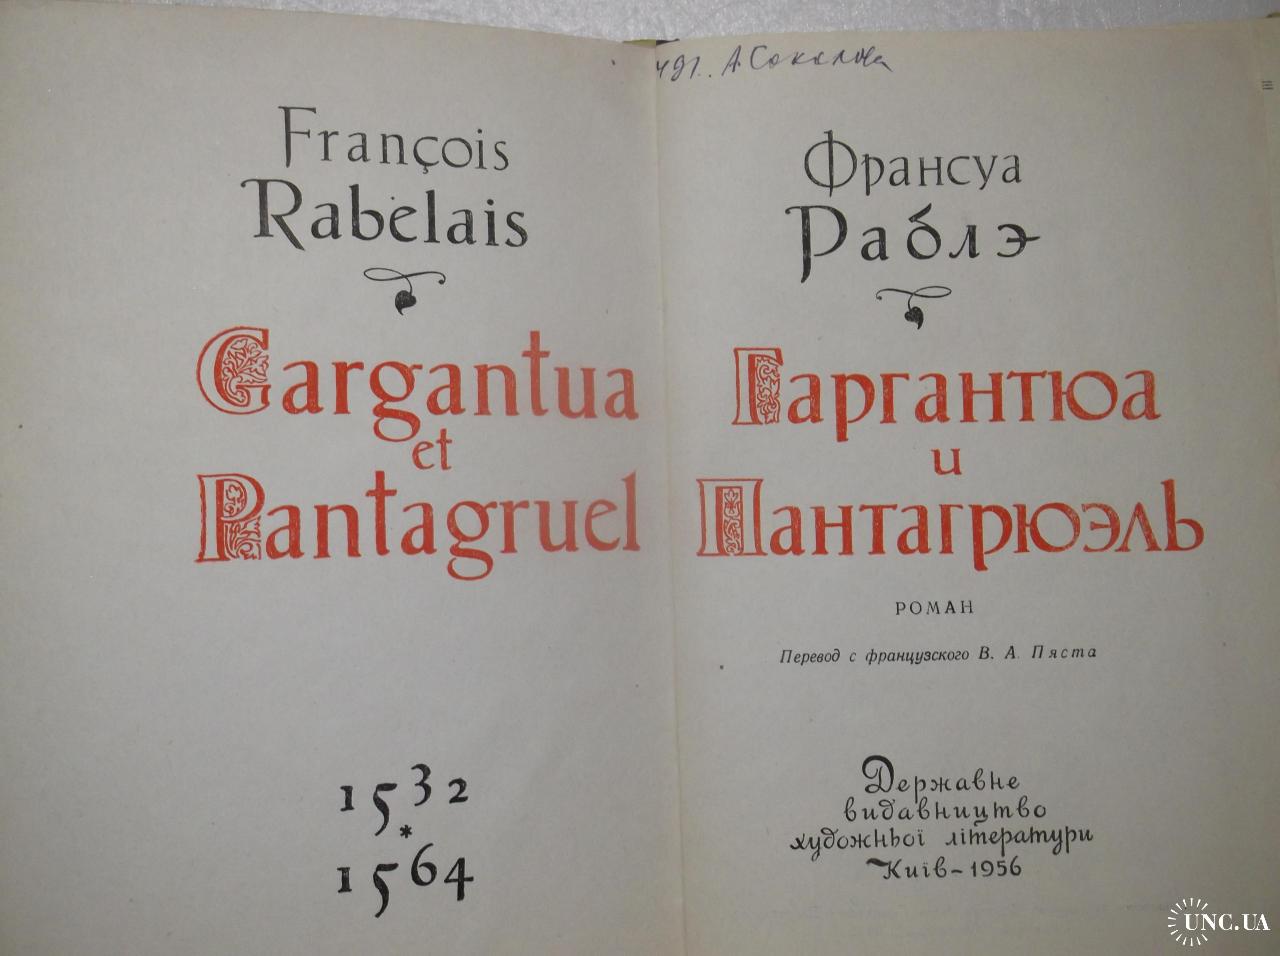 François
Rabelais
Gargantua
et
Pantagruel
1532
*
1564
А. Соколова
Франсуа
Раблэ
Гаргантюа
и
Пантагрюэль
РОМАН
Перевод с французского В. А. Пяста
Державне
видавництво
художньої літератури
Київ – 1956
UNC.UA